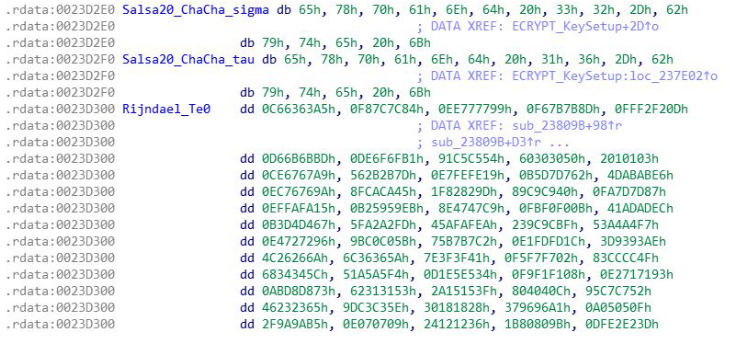 .rdata:0023D2E0 Salsa20_ChaCha_sigma db 65h, 78h, 70h, 61h, 6Eh, 64h, 20h, 33h, 32h, 2Dh, 62h
.rdata:0023D2E0 ; DATA XREF: ECRYPT_KeySetup+2D↑o
.rdata:0023D2E0 db 79h, 74h, 65h, 20h, 6Bh
.rdata:0023D2F0 Salsa20_ChaCha_tau db 65h, 78h, 70h, 61h, 6Eh, 64h, 20h, 31h, 36h, 2Dh, 62h
.rdata:0023D2F0 ; DATA XREF: ECRYPT_KeySetup:loc_237E02↑o
.rdata:0023D2F0 db 79h, 74h, 65h, 20h, 6Bh
.rdata:0023D300 Rijndael_Te0 dd 0C66363A5h, 0F87C7C84h, 0EE777799h, 0F67B7B8Dh, 0FFF2F20Dh
.rdata:0023D300 ; DATA XREF: sub_23809B+98↑r
.rdata:0023D300 ; sub_23809B+D3↑r ...
.rdata:0023D300 dd 0D66B6BBDh, 0DE6F6FB1h, 91C5C554h, 60303050h, 2010103h
.rdata:0023D300 dd 0CE6767A9h, 562B2B7Dh, 0E7FEFE19h, 0B5D7D762h, 4DABABE6h
.rdata:0023D300 dd 0EC76769Ah, 8FCACA45h, 1F82829Dh, 89C9C940h, 0FA7D7D87h
.rdata:0023D300 dd 0EFFAFA15h, 0B25959EBh, 8E4747C9h, 0FBF0F00Bh, 41ADADECh
.rdata:0023D300 dd 0B3D4D467h, 5FA2A2FDh, 45AFAFEAh, 239C9CBFh, 53A4A4F7h
.rdata:0023D300 dd 0E4727296h, 9BC0C05Bh, 75B7B7C2h, 0E1FDFD1Ch, 3D9393AEh
.rdata:0023D300 dd 4C26266Ah, 6C36365Ah, 7E3F3F41h, 0F5F7F702h, 83CCCC4Fh
.rdata:0023D300 dd 6834345Ch, 51A5A5F4h, 0D1E5E534h, 0F9F1F108h, 0E2717193h
.rdata:0023D300 dd 0ABD8D873h, 62313153h, 2A15153Fh, 804040Ch, 95C7C752h
.rdata:0023D300 dd 46232365h, 9DC3C35Eh, 30181828h, 379696A1h, 0A05050Fh
.rdata:0023D300 dd 2F9A9AB5h, 0E070709h, 24121236h, 1B80809Bh, 0DFE2E23Dh